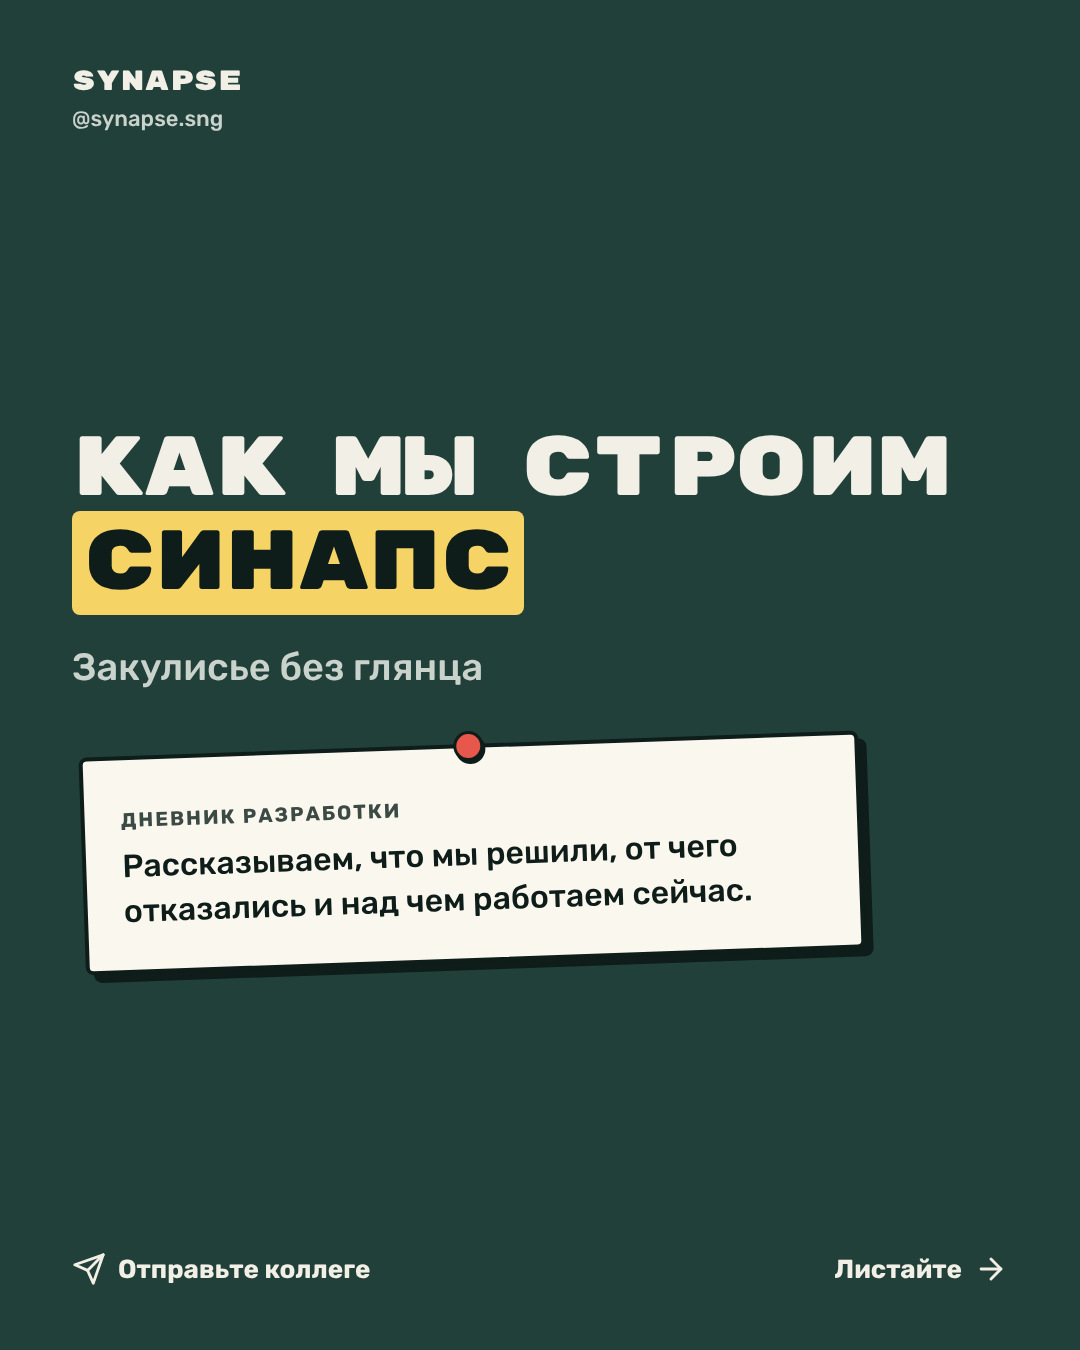 SYNAPSE
@synapse.sng
КАК МЫ СТРОИМ
СИНАПС
Закулисье без глянца
ДНЕВНИК РАЗРАБОТКИ
Рассказываем, что мы решили, от чего
отказались и над чем работаем сейчас.
Отправьте коллеге
Листайте →